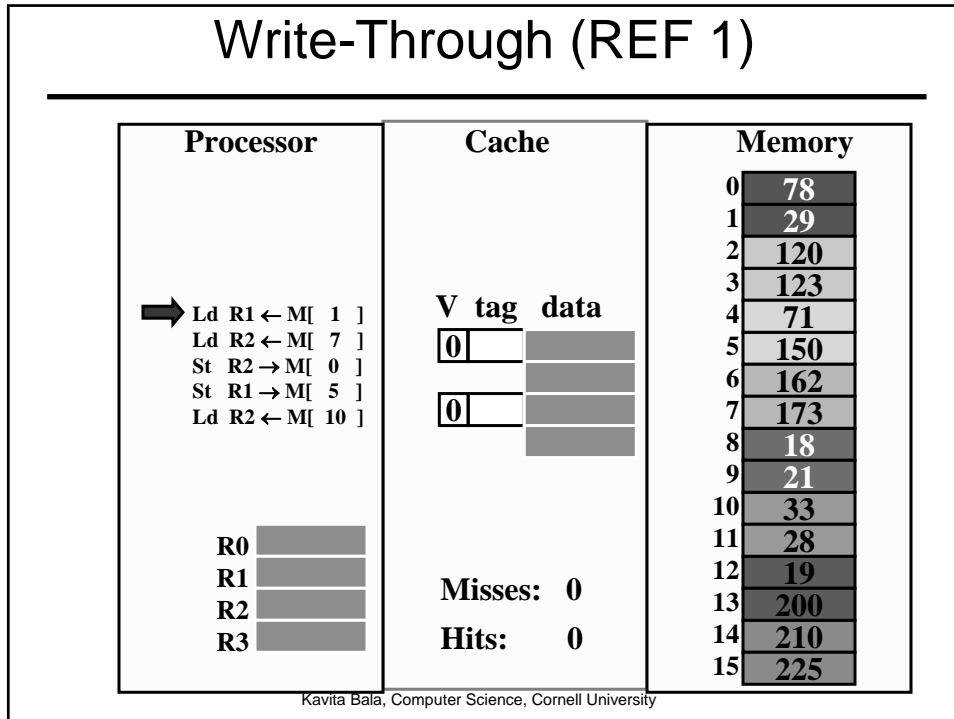 Write-Through (REF 1)
Processor
Ld R1 ← M[ 1 ]
Ld R2 ← M[ 7 ]
St R2 → M[ 0 ]
St R1 → M[ 5 ]
Ld R2 ← M[ 10 ]
R0
R1
R2
R3
Cache
V tag data
0
0
Misses: 0
Hits: 0
Memory
0 78
1 29
2 120
3 123
4 71
5 150
6 162
7 173
8 18
9 21
10 33
11 28
12 19
13 200
14 210
15 225
Kavita Bala, Computer Science, Cornell University